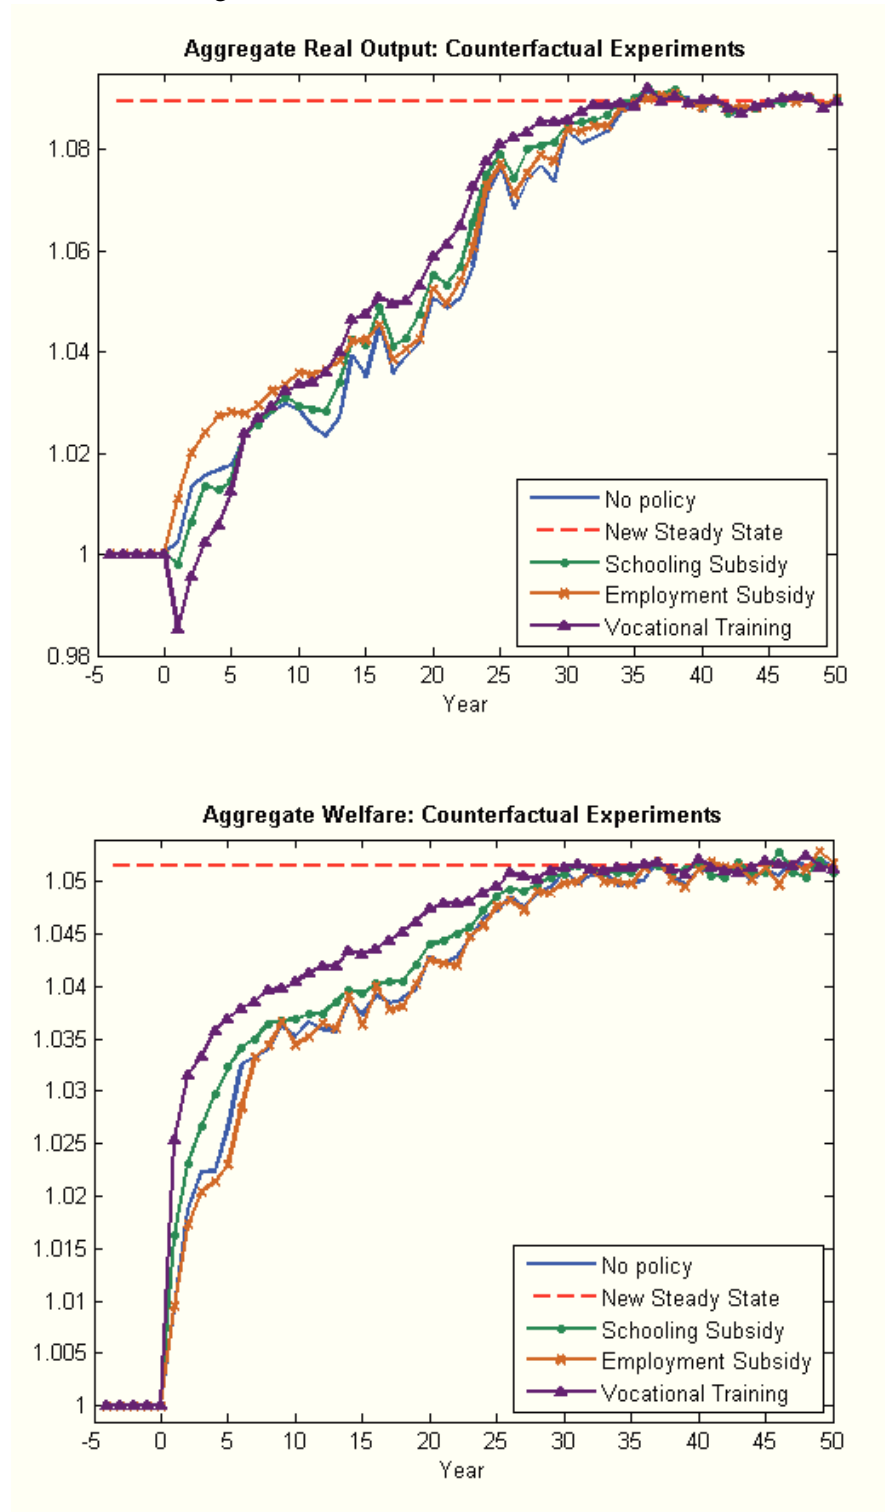 Aggregate Real Output: Counterfactual Experiments
1.08
1.06
1.04
1.02
1
0.98
No policy
New Steady State
Schooling Subsidy
Employment Subsidy
Vocational Training
-5 0 5 10 15 20 25 30 35 40 45 50
Year
Aggregate Welfare: Counterfactual Experiments
1.05
1.045
1.04
1.035
1.03
1.025
1.02
1.015
1.01
1.005
1
No policy
New Steady State
Schooling Subsidy
Employment Subsidy
Vocational Training
-5 0 5 10 15 20 25 30 35 40 45 50
Year